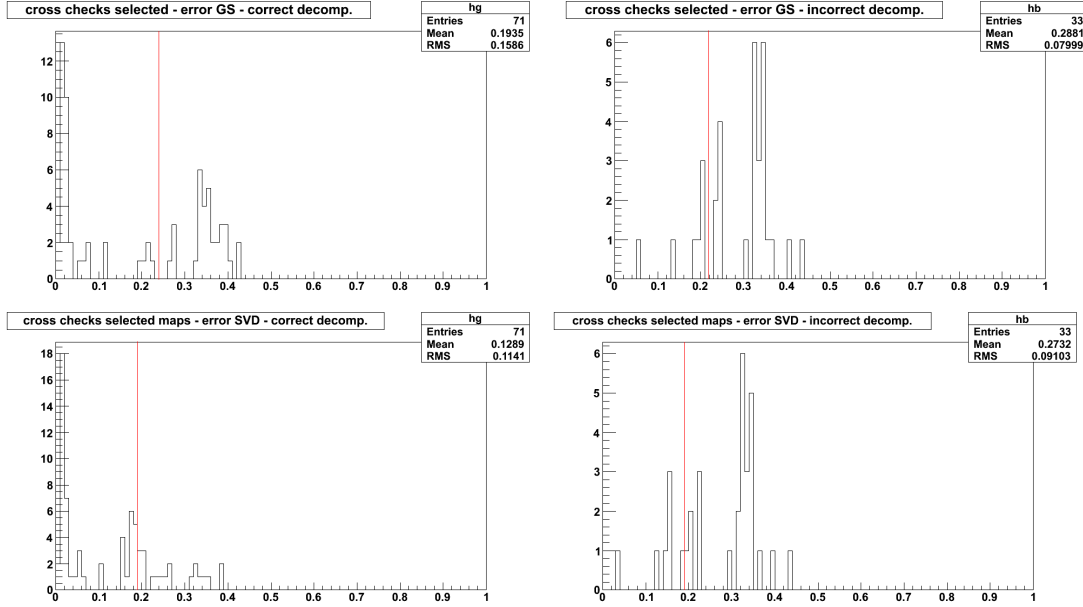 cross checks selected - error GS - correct decomp.
hg
Entries 71
Mean 0.1935
RMS 0.1586
12
10
8
6
4
2
0
0 0.1 0.2 0.3 0.4 0.5 0.6 0.7 0.8 0.9 1
cross checks selected - error GS - incorrect decomp.
hb
Entries 33
Mean 0.2881
RMS 0.07999
6
5
4
3
2
1
0
0 0.1 0.2 0.3 0.4 0.5 0.6 0.7 0.8 0.9 1
cross checks selected maps - error SVD - correct decomp.
hg
Entries 71
Mean 0.1289
RMS 0.1141
18
16
14
12
10
8
6
4
2
0
0 0.1 0.2 0.3 0.4 0.5 0.6 0.7 0.8 0.9 1
cross checks selected maps - error SVD - incorrect decomp.
hb
Entries 33
Mean 0.2732
RMS 0.09103
6
5
4
3
2
1
0
0 0.1 0.2 0.3 0.4 0.5 0.6 0.7 0.8 0.9 1